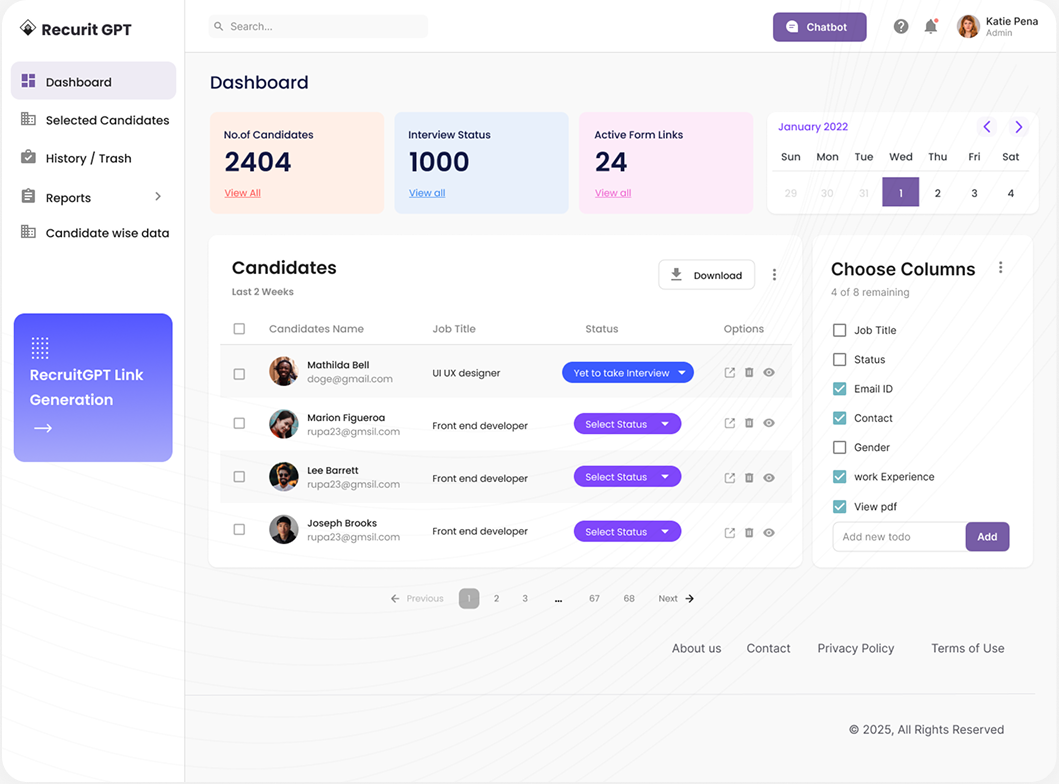 Recurit GPT
Search...
Chatbot
Katie Pena
Admin
Dashboard
Selected Candidates
History / Trash
Reports
Candidate wise data
RecruitGPT Link
Generation
Dashboard
No.of Candidates
2404
View All
Interview Status
1000
View all
Active Form Links
24
View all
January 2022
Sun Mon Tue Wed Thu Fri Sat
29 30 31 1 2 3 4
Candidates
Last 2 Weeks
Download
Candidates Name Job Title Status Options
Mathilda Bell
doge@gmail.com
UI UX designer
Yet to take Interview
Marion Figueroa
rupa23@gmsil.com
Front end developer
Select Status
Lee Barrett
rupa23@gmsil.com
Front end developer
Select Status
Joseph Brooks
rupa23@gmsil.com
Front end developer
Select Status
Choose Columns
4 of 8 remaining
Job Title
Status
Email ID
Contact
Gender
work Experience
View pdf
Add new todo
Add
Previous 1 2 3 ... 67 68 Next
About us Contact Privacy Policy Terms of Use
© 2025, All Rights Reserved